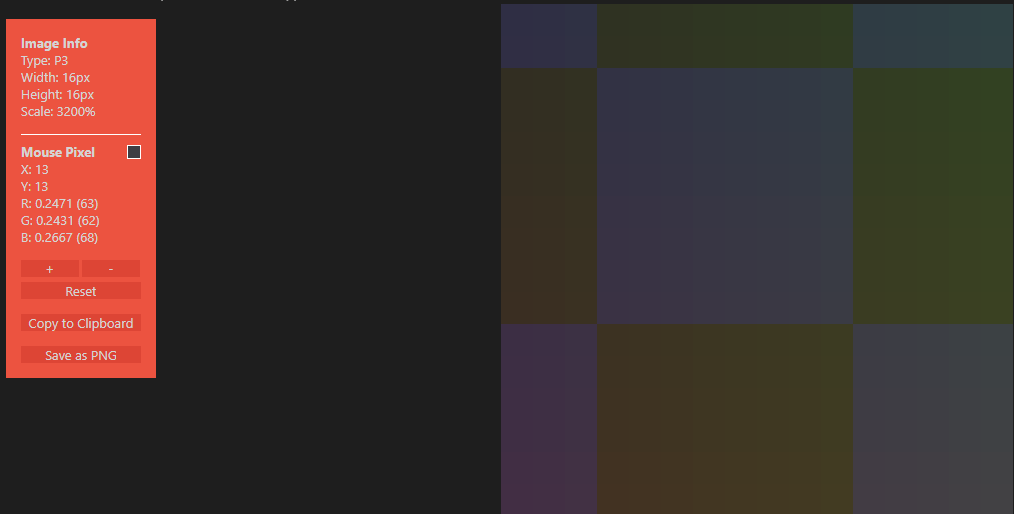 Image Info
Type: P3
Width: 16px
Height: 16px
Scale: 3200%
Mouse Pixel
X: 13
Y: 13
R: 0.2471 (63)
G: 0.2431 (62)
B: 0.2667 (68)
+ -
Reset
Copy to Clipboard
Save as PNG